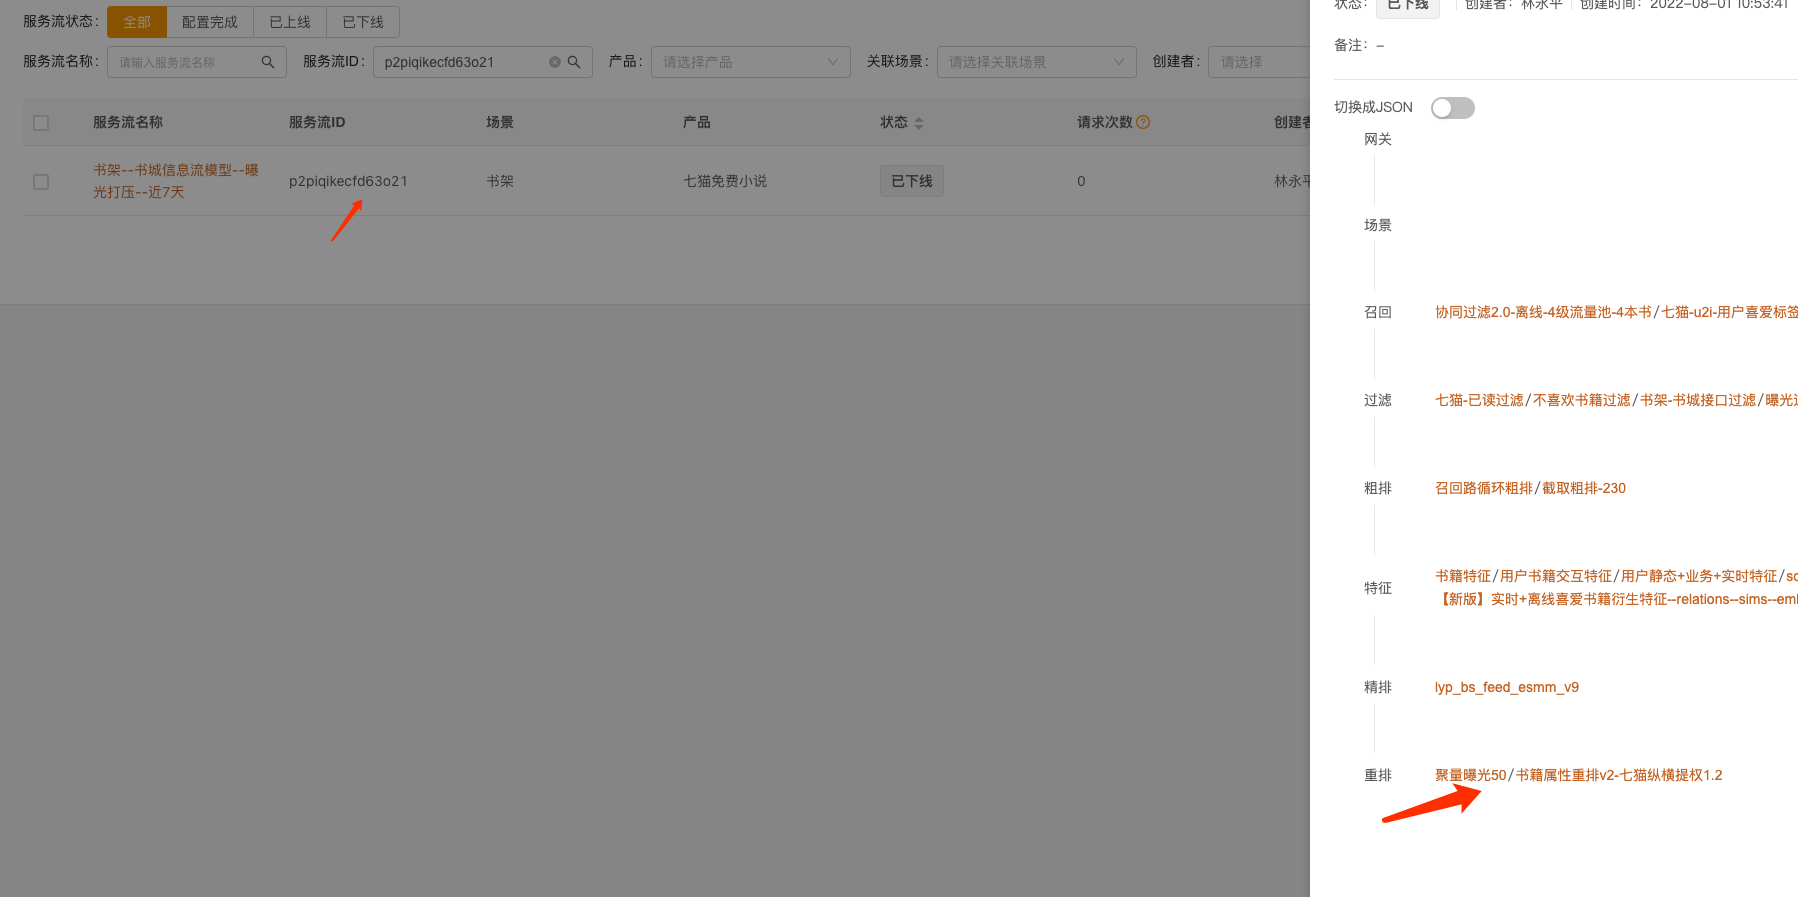 服务流状态: 全部 配置完成 已上线 已下线
服务流名称: 请输入服务流名称 服务流ID: p2piqikecfd63o21 产品: 请选择产品 关联场景: 请选择关联场景 创建者: 请选择
服务流名称 服务流ID 场景 产品 状态 请求次数 创建者
书架--书城信息流模型--曝
光打压--近7天
p2piqikecfd63o21 书架 七猫免费小说 已下线 0 林永平
状态: 已下线 创建者: 林永平 创建时间: 2022-08-01 10:53:41
备注: –
切换成JSON
网关
场景
召回 协同过滤2.0-离线-4级流量池-4本书/七猫-u2i-用户喜爱标签
过滤 七猫-已读过滤/不喜欢书籍过滤/书架-书城接口过滤/曝光
粗排 召回路循环粗排/截取粗排-230
特征 书籍特征/用户书籍交互特征/用户静态+业务+实时特征/
【新版】实时+离线喜爱书籍衍生特征--relations--sims--
精排 lyp_bs_feed_esmm_v9
重排 聚量曝光50/书籍属性重排v2-七猫纵横提权1.2